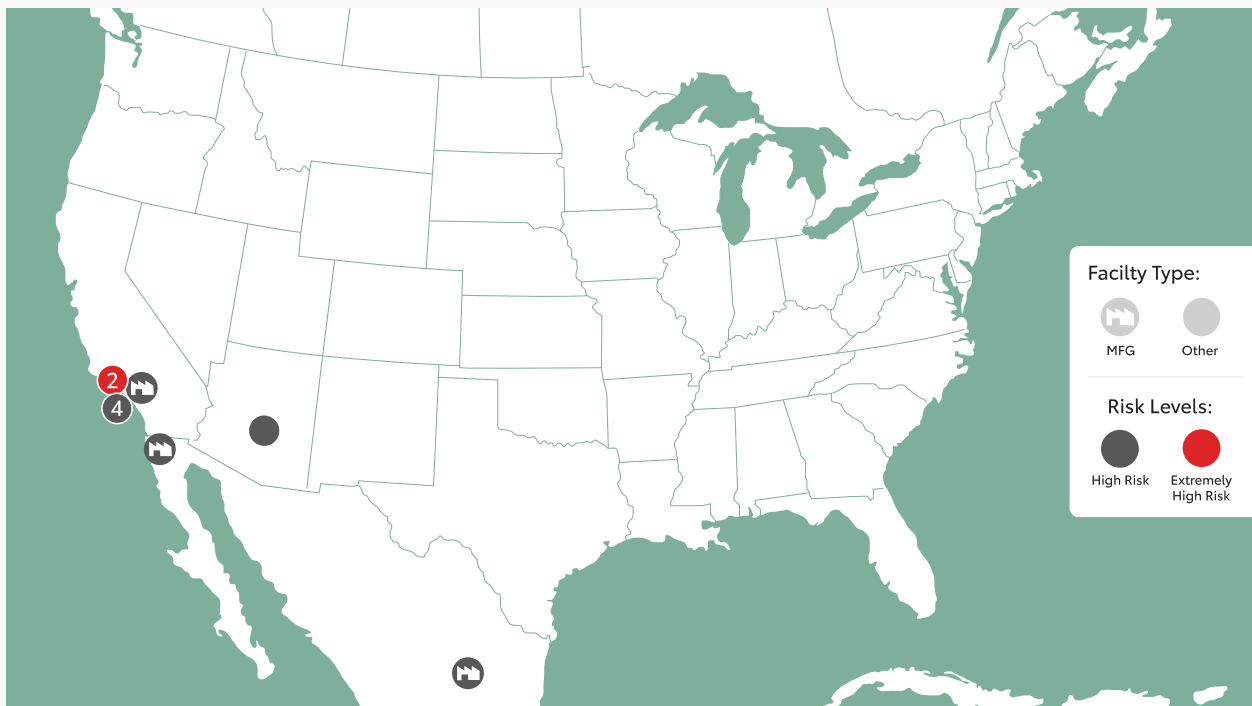 2
4
Facilty Type:
MFG
Other
Risk Levels:
High Risk
Extremely
High Risk